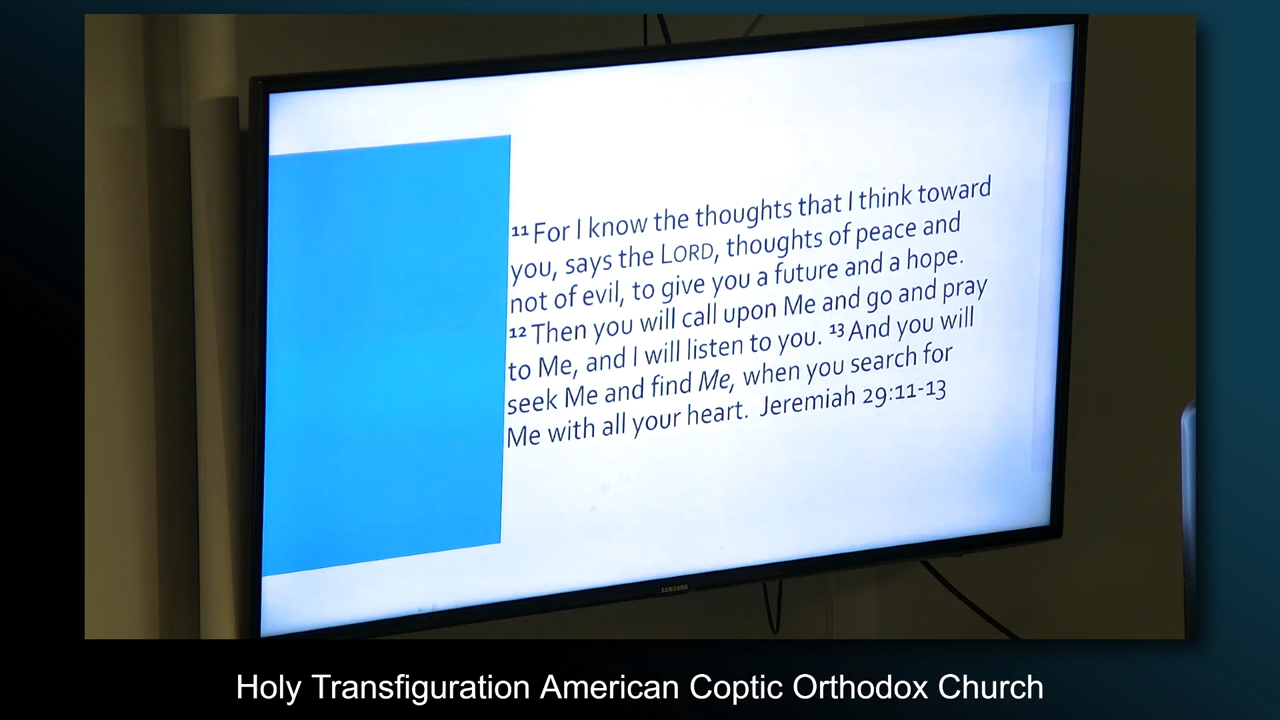 11 For I know the thoughts that I think toward
you, says the LORD, thoughts of peace and
not of evil, to give you a future and a hope.
12 Then you will call upon Me and go and pray
to Me, and I will listen to you. 13 And you will
seek Me and find Me, when you search for
Me with all your heart.  Jeremiah 29:11-13
SAMSUNG
Holy Transfiguration American Coptic Orthodox Church